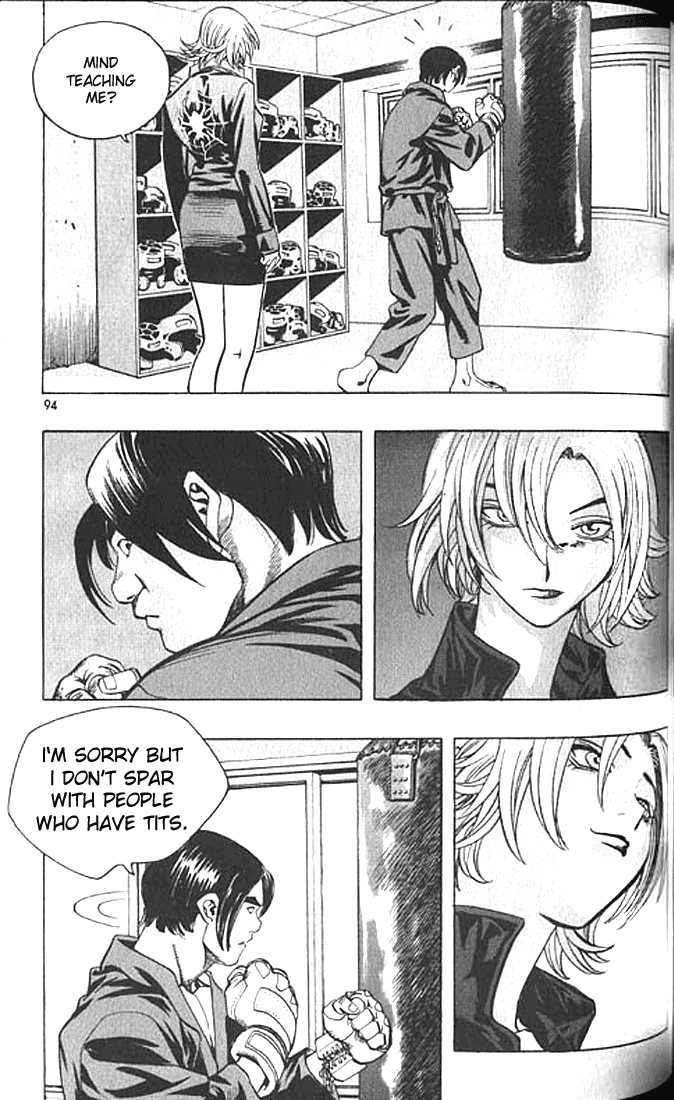 MIND
TEACHING
ME?
94
I'M SORRY BUT
I DON'T SPAR
WITH PEOPLE
WHO HAVE TITS.